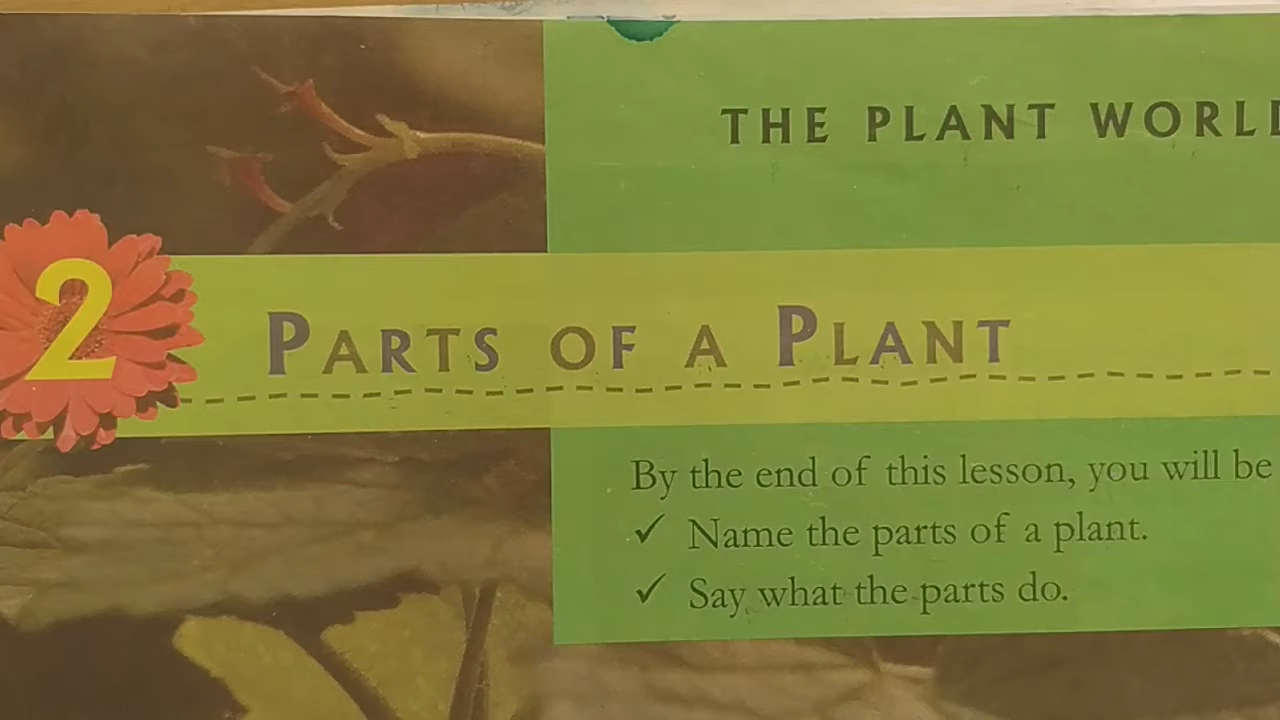 THE PLANT WORLD
2
PARTS OF A PLANT
By the end of this lesson, you will be
✓ Name the parts of a plant.
✓ Say what the parts do.